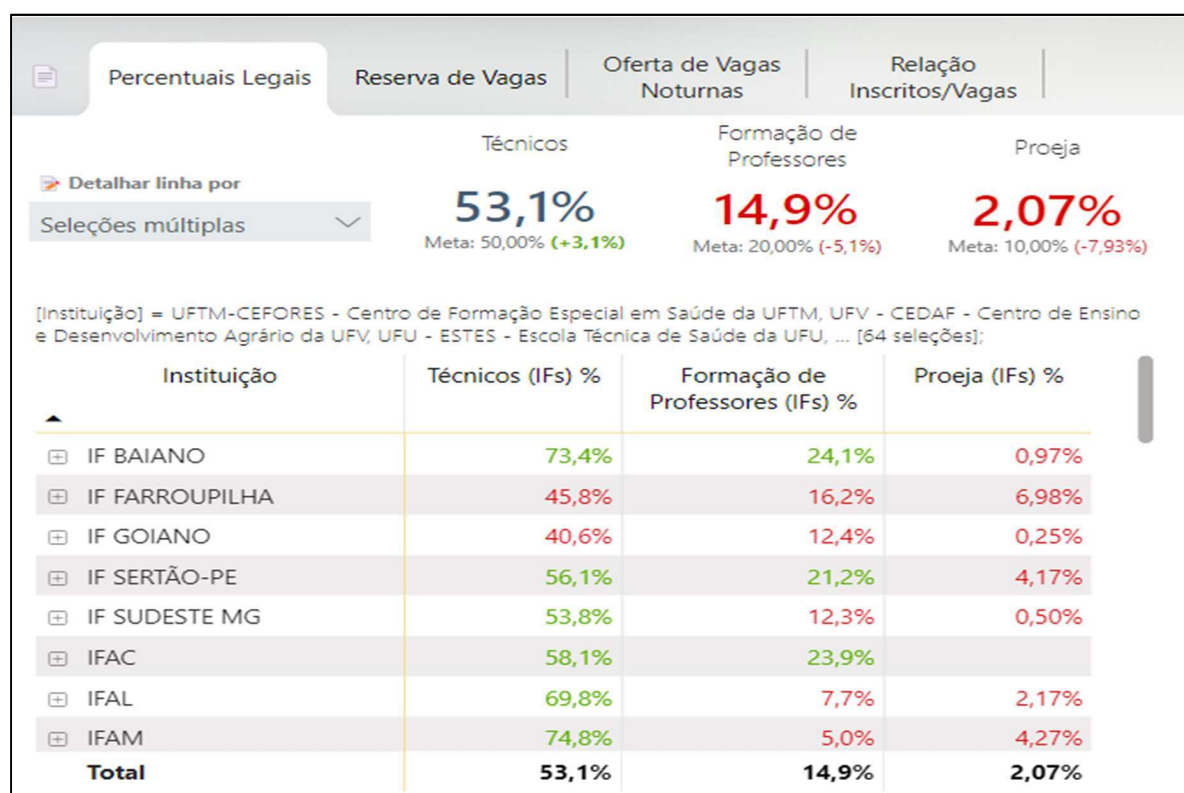 Percentuais Legais
Reserva de Vagas
Oferta de Vagas
Noturnas
Relação
Inscritos/Vagas
Detalhar linha por
Seleções múltiplas
Técnicos
53,1%
Meta: 50,00% (+3,1%)
Formação de
Professores
14,9%
Meta: 20,00% (-5,1%)
Proeja
2,07%
Meta: 10,00% (-7,93%)
[Instituição] = UFTM-CEFORES - Centro de Formação Especial em Saúde da UFTM, UFV - CEDAF - Centro de Ensino
e Desenvolvimento Agrário da UFV, UFU - ESTES - Escola Técnica de Saúde da UFU, ... [64 seleções];
Instituição Técnicos (IFs) % Formação de Professores (IFs) % Proeja (IFs) %
IF BAIANO 73,4% 24,1% 0,97%
IF FARROUPILHA 45,8% 16,2% 6,98%
IF GOIANO 40,6% 12,4% 0,25%
IF SERTÃO-PE 56,1% 21,2% 4,17%
IF SUDESTE MG 53,8% 12,3% 0,50%
IFAC 58,1% 23,9%
IFAL 69,8% 7,7% 2,17%
IFAM 74,8% 5,0% 4,27%
Total 53,1% 14,9% 2,07%